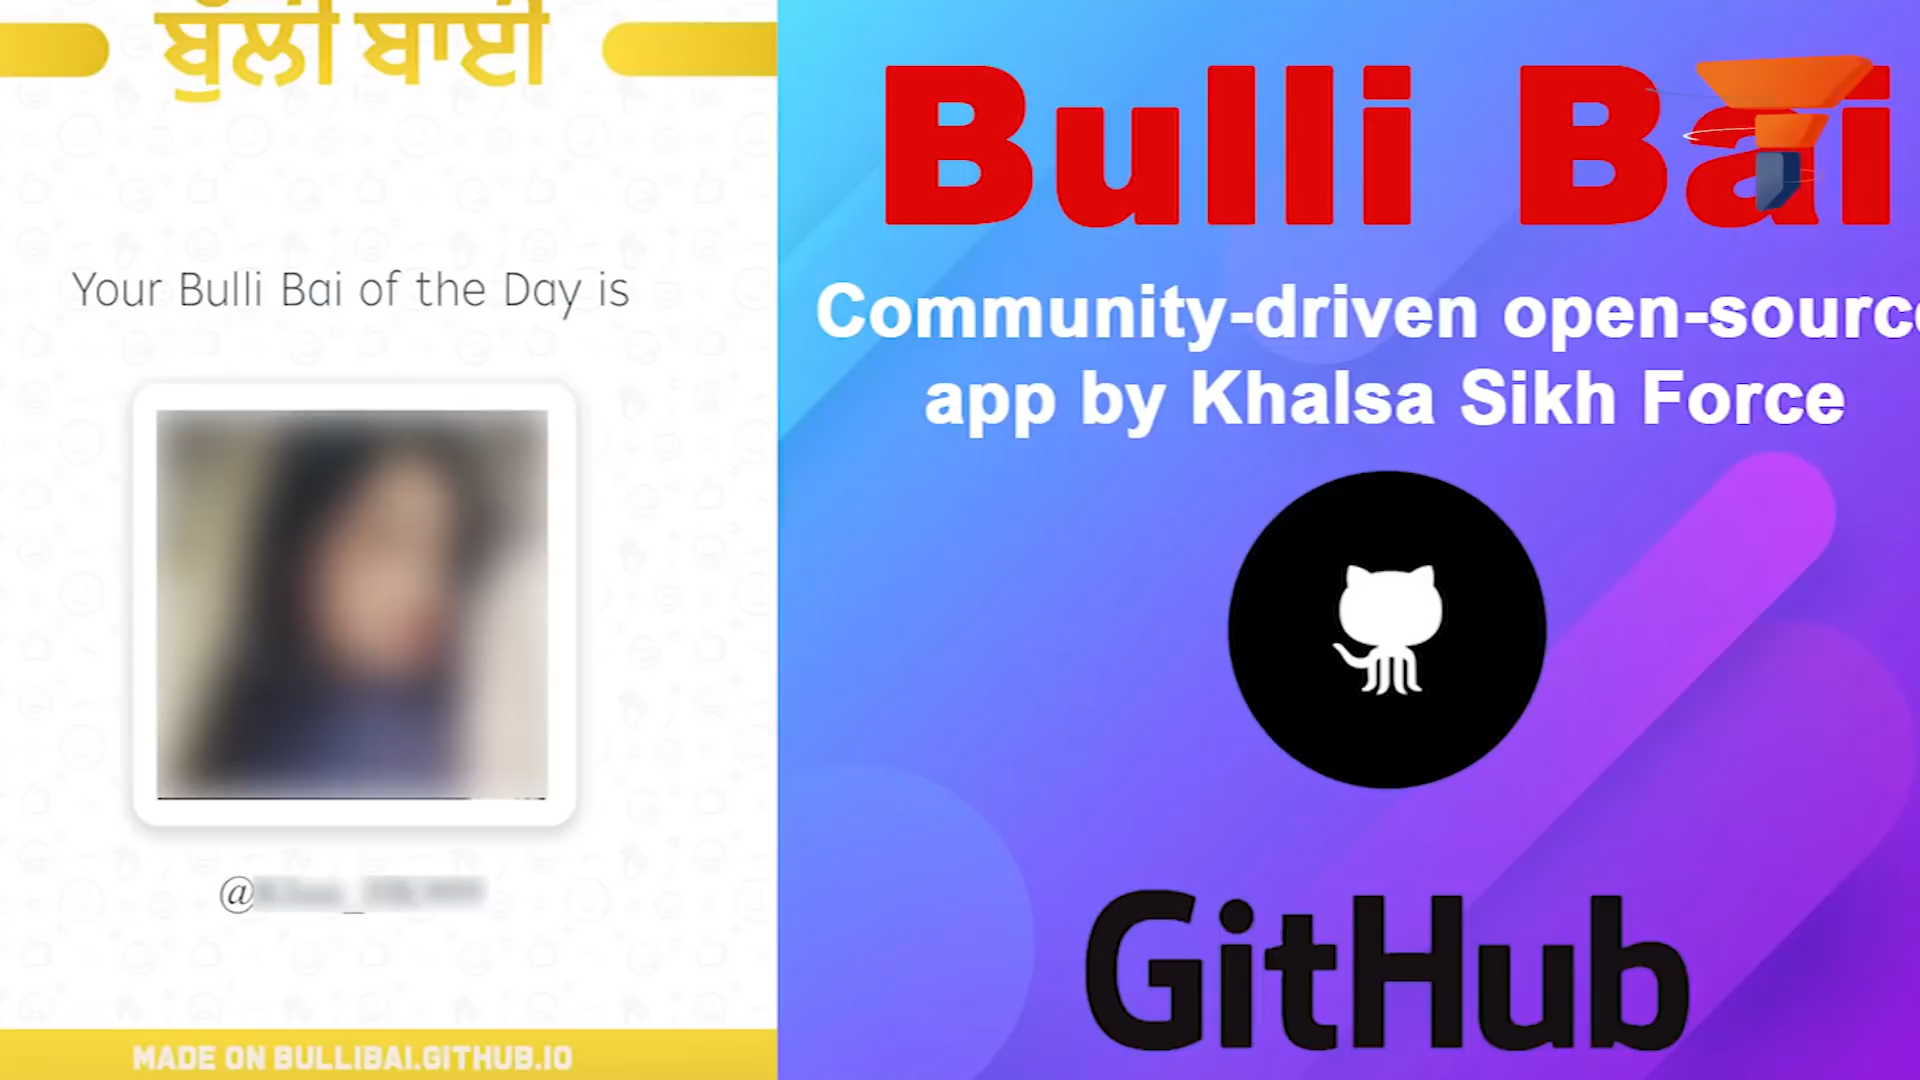 ਬੁੱਲੀ ਬਾਈ
Your Bulli Bai of the Day is
@
MADE ON BULLIBAI.GITHUB.IO
Bulli Bai
Community-driven open-source
app by Khalsa Sikh Force
GitHub